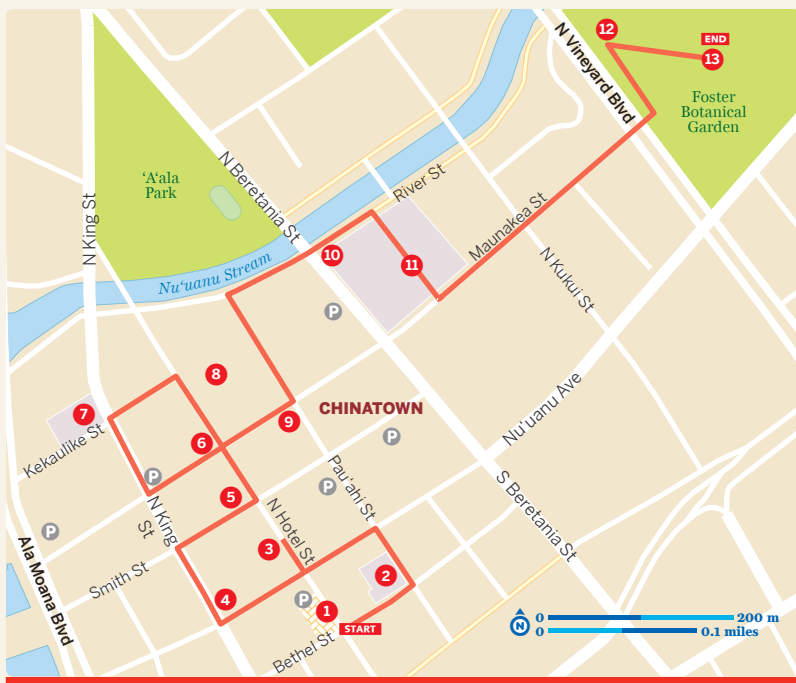 12
END
13
N Vineyard Blvd
Foster
Botanical
Garden
N Beretania St
'A'ala
Park
River St
Maunakea St
N King St
10
11
Nu'uanu Stream
N Kukui St
P
8
7
9
CHINATOWN
Nu'uanu Ave
Kekaulike St
6
P
P
5
P
Pau'ahi St
N King
St
N Hotel St
S Beretania St
P
3
Smith St
2
Ala Moana Blvd
4
P
1
START
Bethel St
N
0
200 m
0
0.1 miles